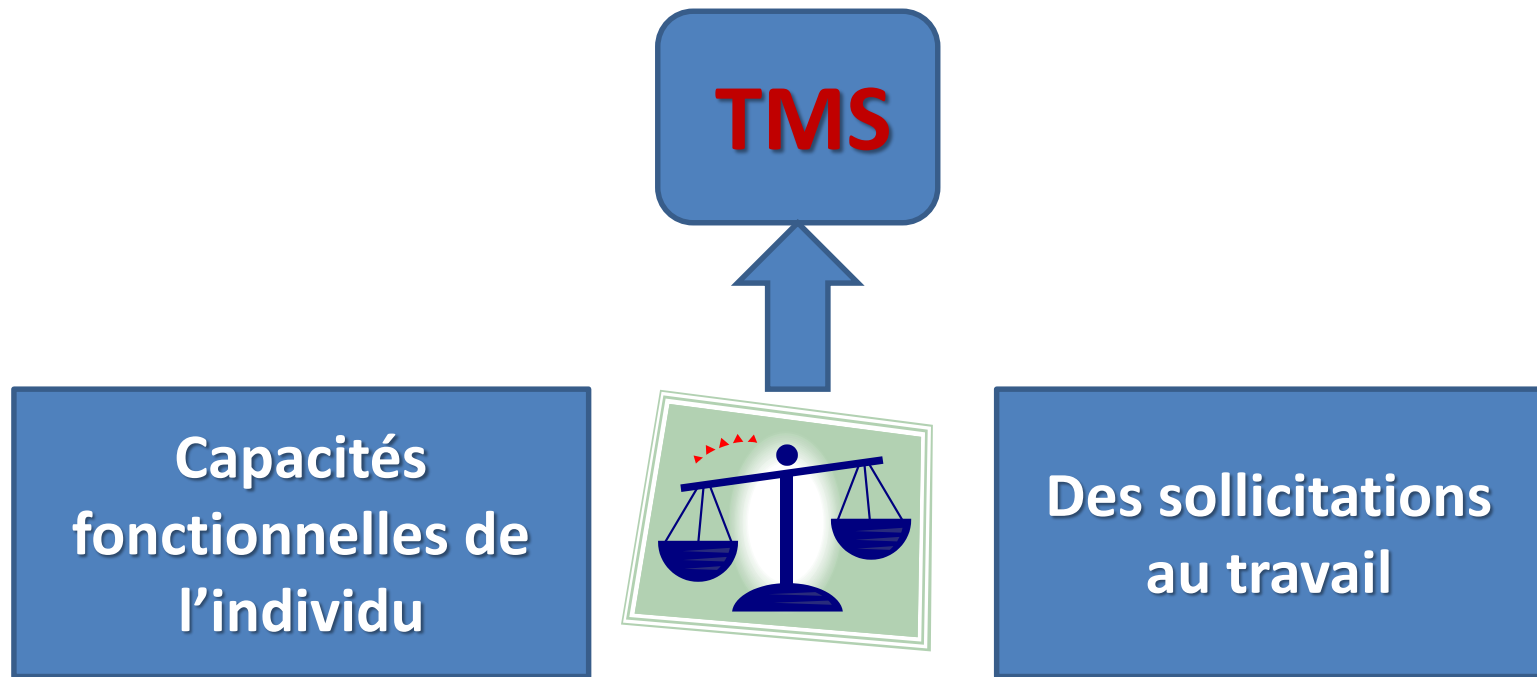 TMS
Capacités
fonctionnelles de
l’individu
Des sollicitations
au travail